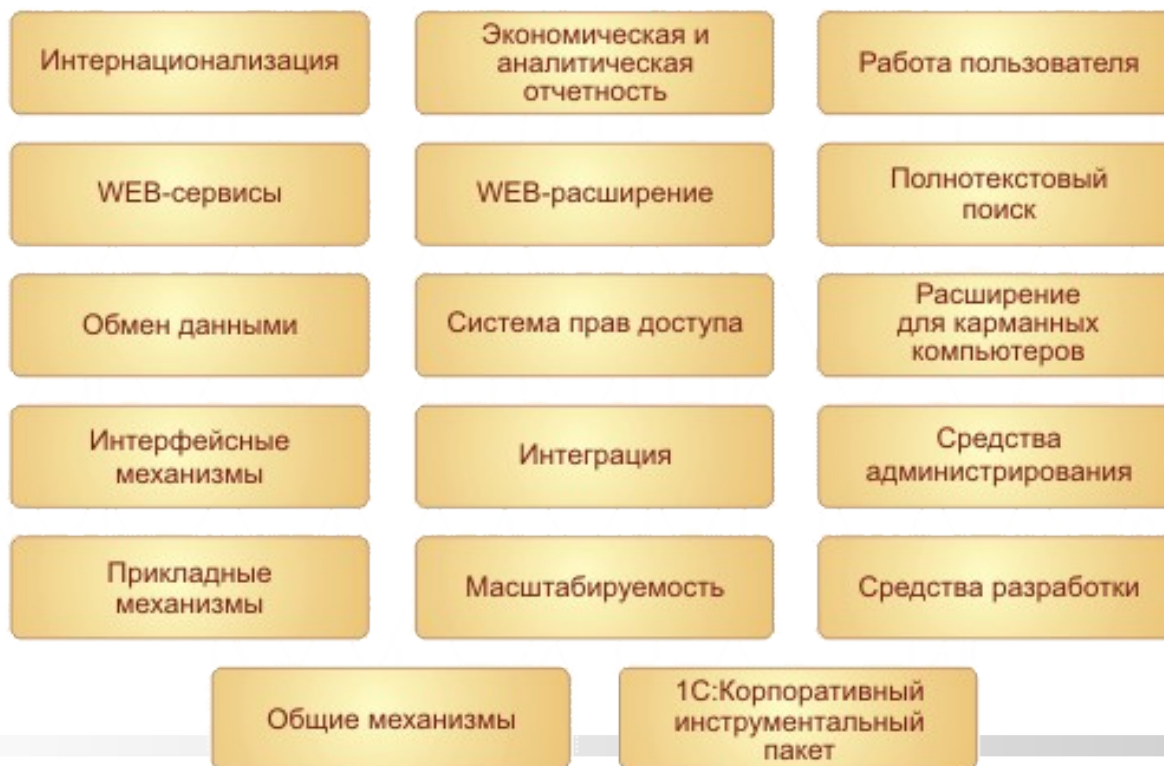 Интернационализация
Экономическая и
аналитическая
отчетность
Работа пользователя
WEB-сервисы
WEB-расширение
Полнотекстовый
поиск
Обмен данными
Система прав доступа
Расширение
для карманных
компьютеров
Интерфейсные
механизмы
Интеграция
Средства
администрирования
Прикладные
механизмы
Масштабируемость
Средства разработки
Общие механизмы
1С:Корпоративный
инструментальный
пакет